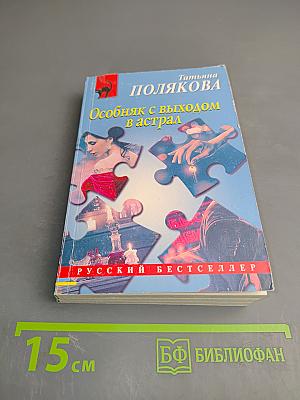 Татьяна
ПОЛЯКОВА
Особняк с выходом
в астрал
РУССКИЙ БЕСТСЕЛЛЕР
15 см
БФ БИБЛИОФАН